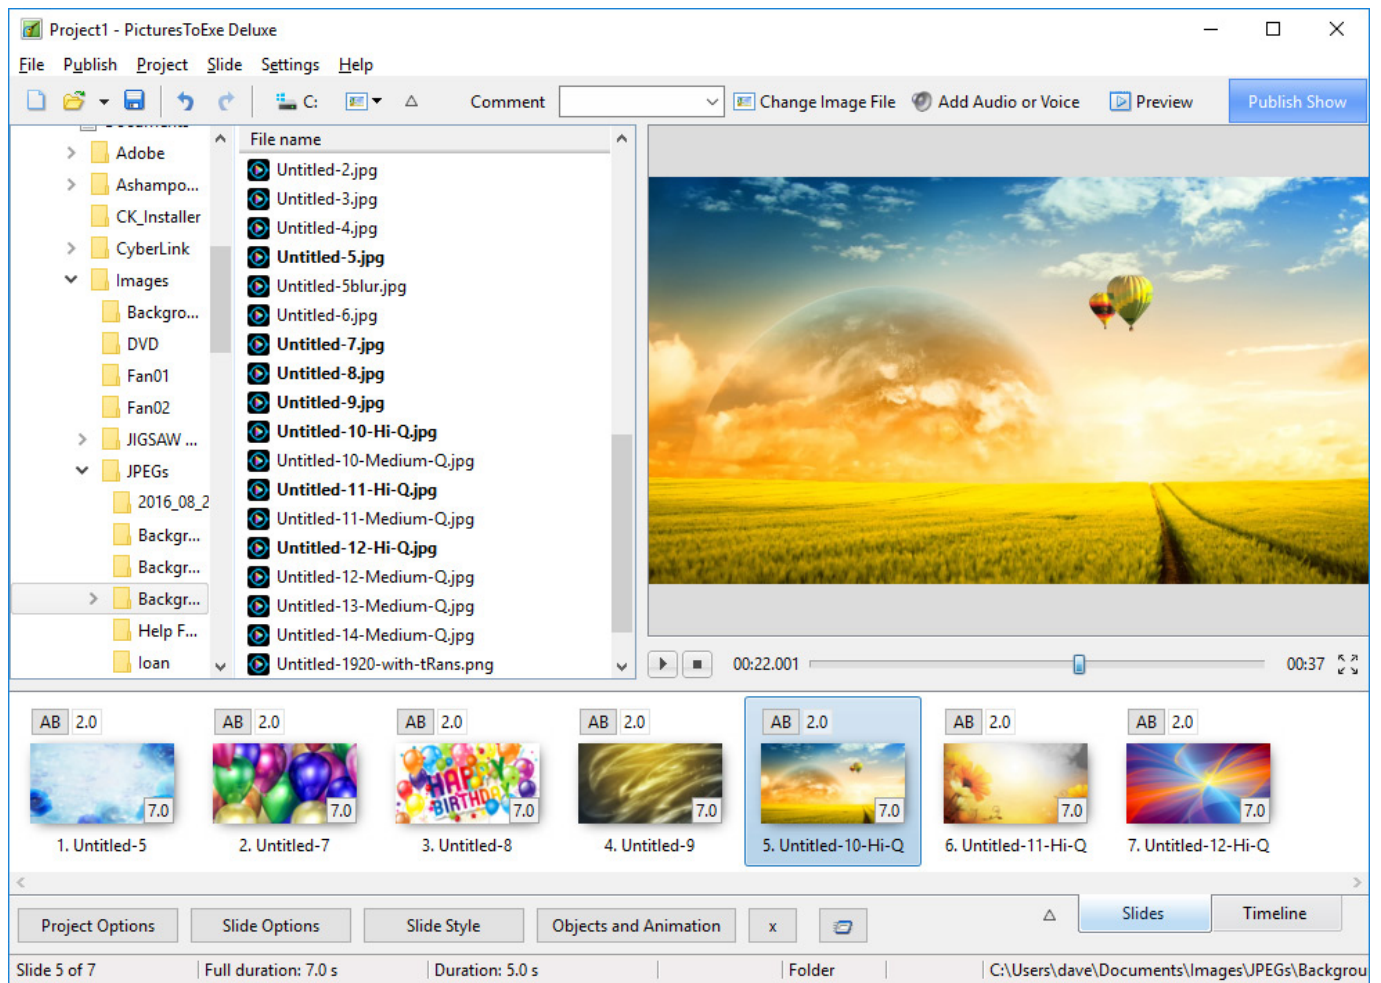 Project1 - PicturesToExe Deluxe
File Publish Project Slide Settings Help
C: Comment Change Image File Add Audio or Voice Preview Publish Show
Documents
Adobe
Ashampo...
CK_Installer
CyberLink
Images
Backgro...
DVD
Fan01
Fan02
JIGSAW ...
JPEGs
2016_08_2
Backgr...
Backgr...
Backgr...
Help F...
loan
File name
Untitled-2.jpg
Untitled-3.jpg
Untitled-4.jpg
Untitled-5.jpg
Untitled-5blur.jpg
Untitled-6.jpg
Untitled-7.jpg
Untitled-8.jpg
Untitled-9.jpg
Untitled-10-Hi-Q.jpg
Untitled-10-Medium-Q.jpg
Untitled-11-Hi-Q.jpg
Untitled-11-Medium-Q.jpg
Untitled-12-Hi-Q.jpg
Untitled-12-Medium-Q.jpg
Untitled-13-Medium-Q.jpg
Untitled-14-Medium-Q.jpg
Untitled-1920-with-tRans.png
00:22.001 00:37
AB 2.0 AB 2.0 AB 2.0 AB 2.0 AB 2.0 AB 2.0 AB 2.0
HAPPY
BIRTHDAY
7.0 7.0 7.0 7.0 7.0 7.0 7.0
1. Untitled-5 2. Untitled-7 3. Untitled-8 4. Untitled-9 5. Untitled-10-Hi-Q 6. Untitled-11-Hi-Q 7. Untitled-12-Hi-Q
Project Options Slide Options Slide Style Objects and Animation x Slides Timeline
Slide 5 of 7 Full duration: 7.0 s Duration: 5.0 s Folder C:\Users\dave\Documents\Images\JPEGs\Backgrou